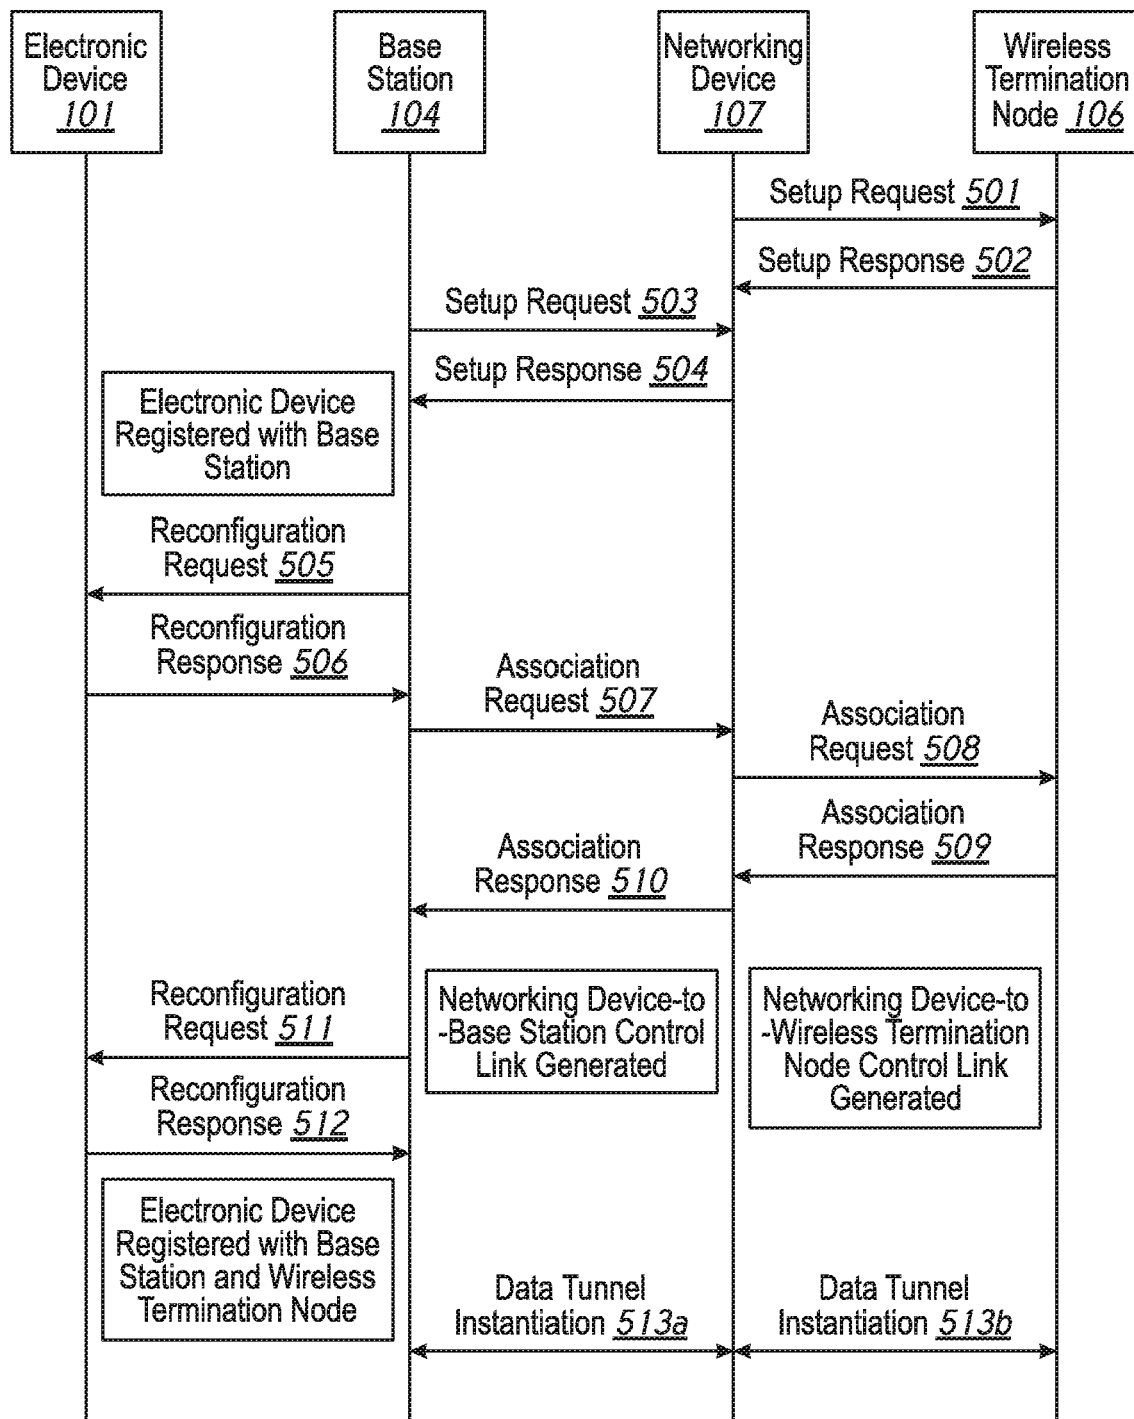 Electronic
Device
101
Base
Station
104
Networking
Device
107
Wireless
Termination
Node 106
Setup Request 501
Setup Response 502
Setup Request 503
Setup Response 504
Electronic Device
Registered with Base
Station
Reconfiguration
Request 505
Reconfiguration
Response 506
Association
Request 507
Association
Request 508
Association
Response 509
Association
Response 510
Networking Device-to
-Base Station Control
Link Generated
Networking Device-to
-Wireless Termination
Node Control Link
Generated
Reconfiguration
Request 511
Reconfiguration
Response 512
Electronic Device
Registered with Base
Station and Wireless
Termination Node
Data Tunnel
Instantiation 513a
Data Tunnel
Instantiation 513b